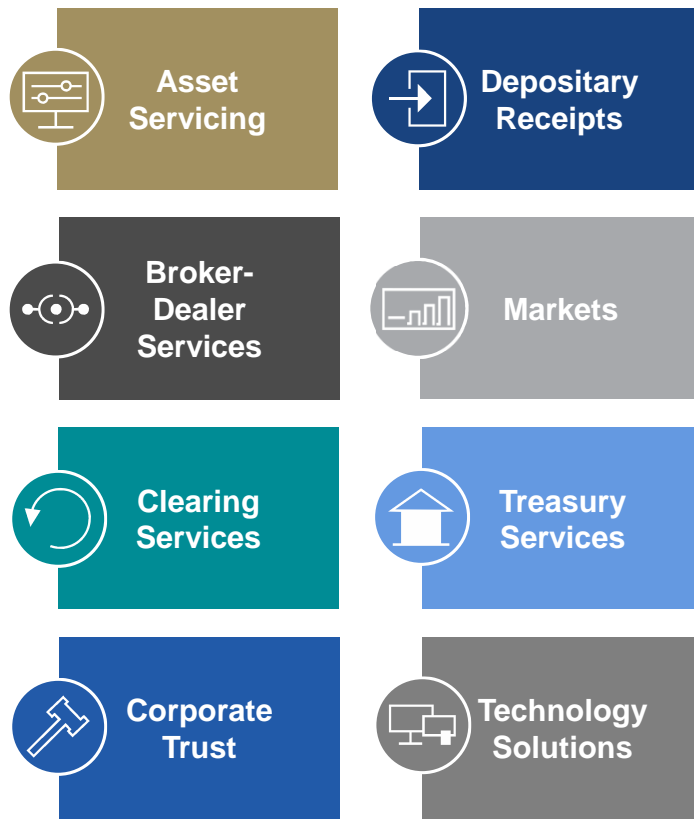 Asset
Servicing
Depositary
Receipts
Broker-
Dealer
Services
Markets
Clearing
Services
Treasury
Services
Corporate
Trust
Technology
Solutions